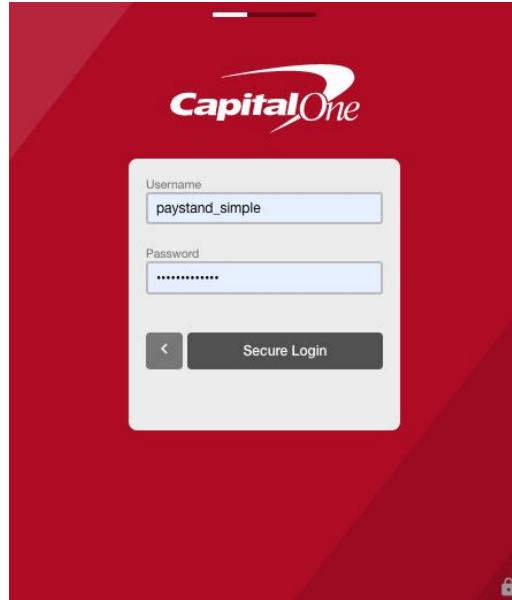 CapitalOne
Username
paystand_simple
Password
•••••••••••••
Secure Login